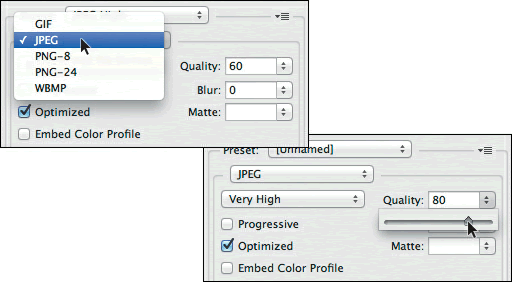 JPEG High
GIF
✓ JPEG
PNG-8
PNG-24
WBMP
Quality: 60
Blur: 0
Optimized
Matte:
Embed Color Profile
Preset: [Unnamed]
JPEG
Very High
Quality: 80
Progressive
Optimized
Matte:
Embed Color Profile